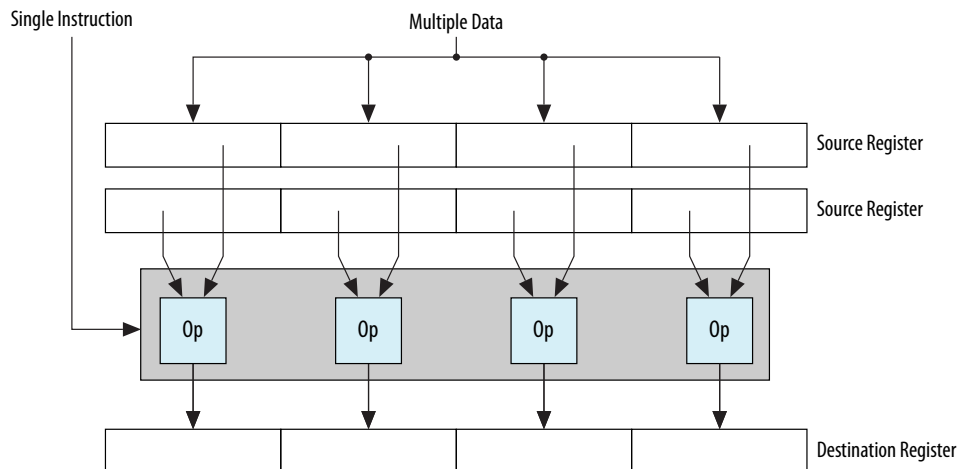 Single Instruction
Multiple Data
Source Register
Source Register
Op Op Op Op
Destination Register